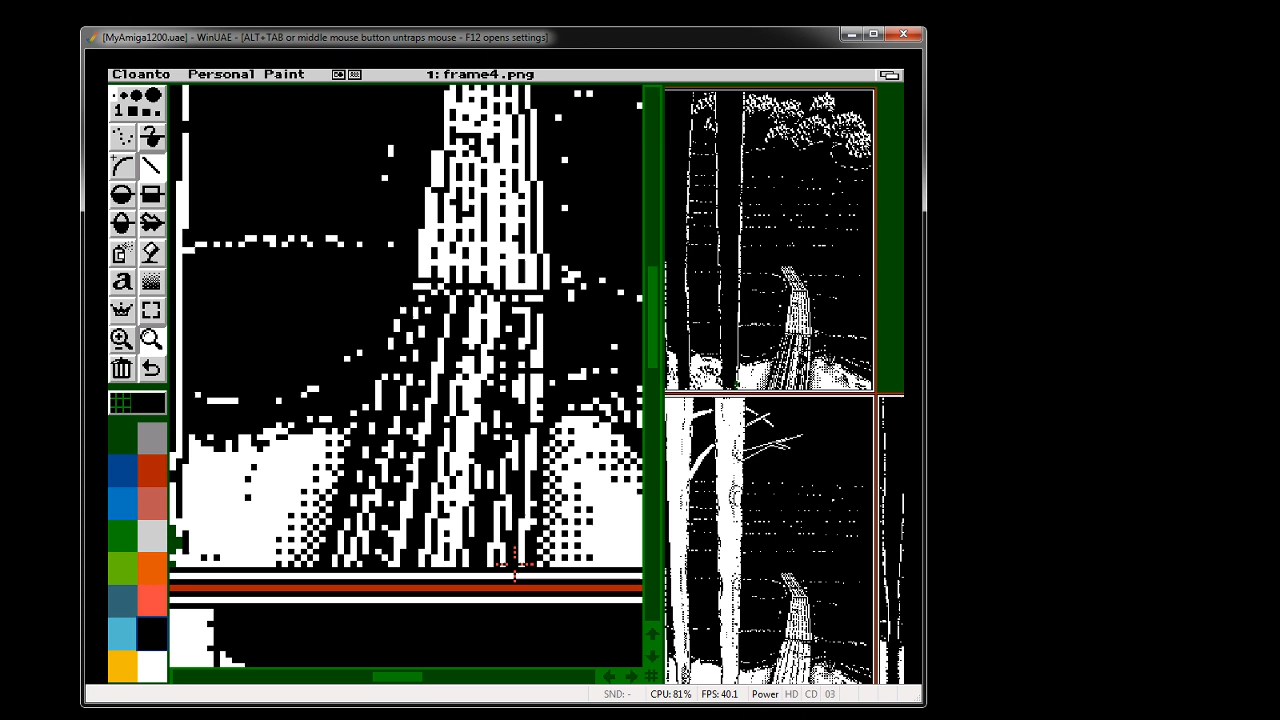 [MyAmiga1200.uae] - WinUAE - [ALT+TAB or middle mouse button untraps mouse - F12 opens settings]
Cloanto Personal Paint 1: frame4.png
1
a
SND: - CPU: 81% FPS: 40.1 Power HD CD 03